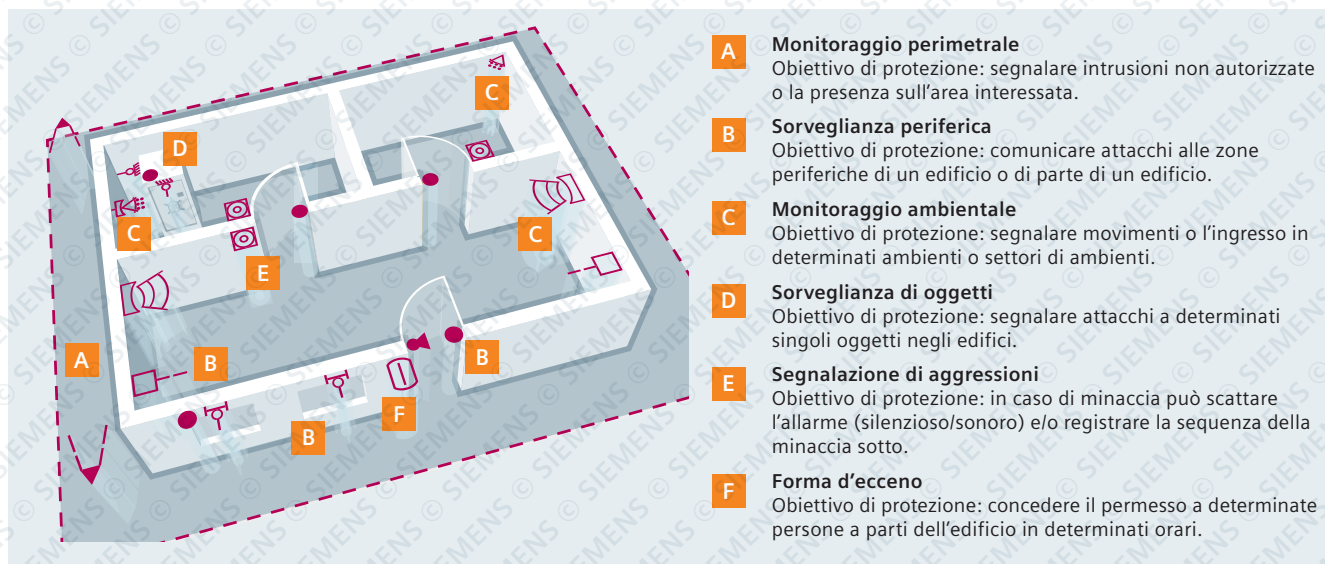 A
Monitoraggio perimetrale
Obiettivo di protezione: segnalare intrusioni non autorizzate
o la presenza sull'area interessata.
B
Sorveglianza periferica
Obiettivo di protezione: comunicare attacchi alle zone
periferiche di un edificio o di parte di un edificio.
C
Monitoraggio ambientale
Obiettivo di protezione: segnalare movimenti o l'ingresso in
determinati ambienti o settori di ambienti.
D
Sorveglianza di oggetti
Obiettivo di protezione: segnalare attacchi a determinati
singoli oggetti negli edifici.
E
Segnalazione di aggressioni
Obiettivo di protezione: in caso di minaccia può scattare
l'allarme (silenzioso/sonoro) e/o registrare la sequenza della
minaccia sotto.
F
Forma d'ecceno
Obiettivo di protezione: concedere il permesso a determinate
persone a parti dell'edificio in determinati orari.
C
D
C
C
E
A
B
B
F
B
© SIEMENS